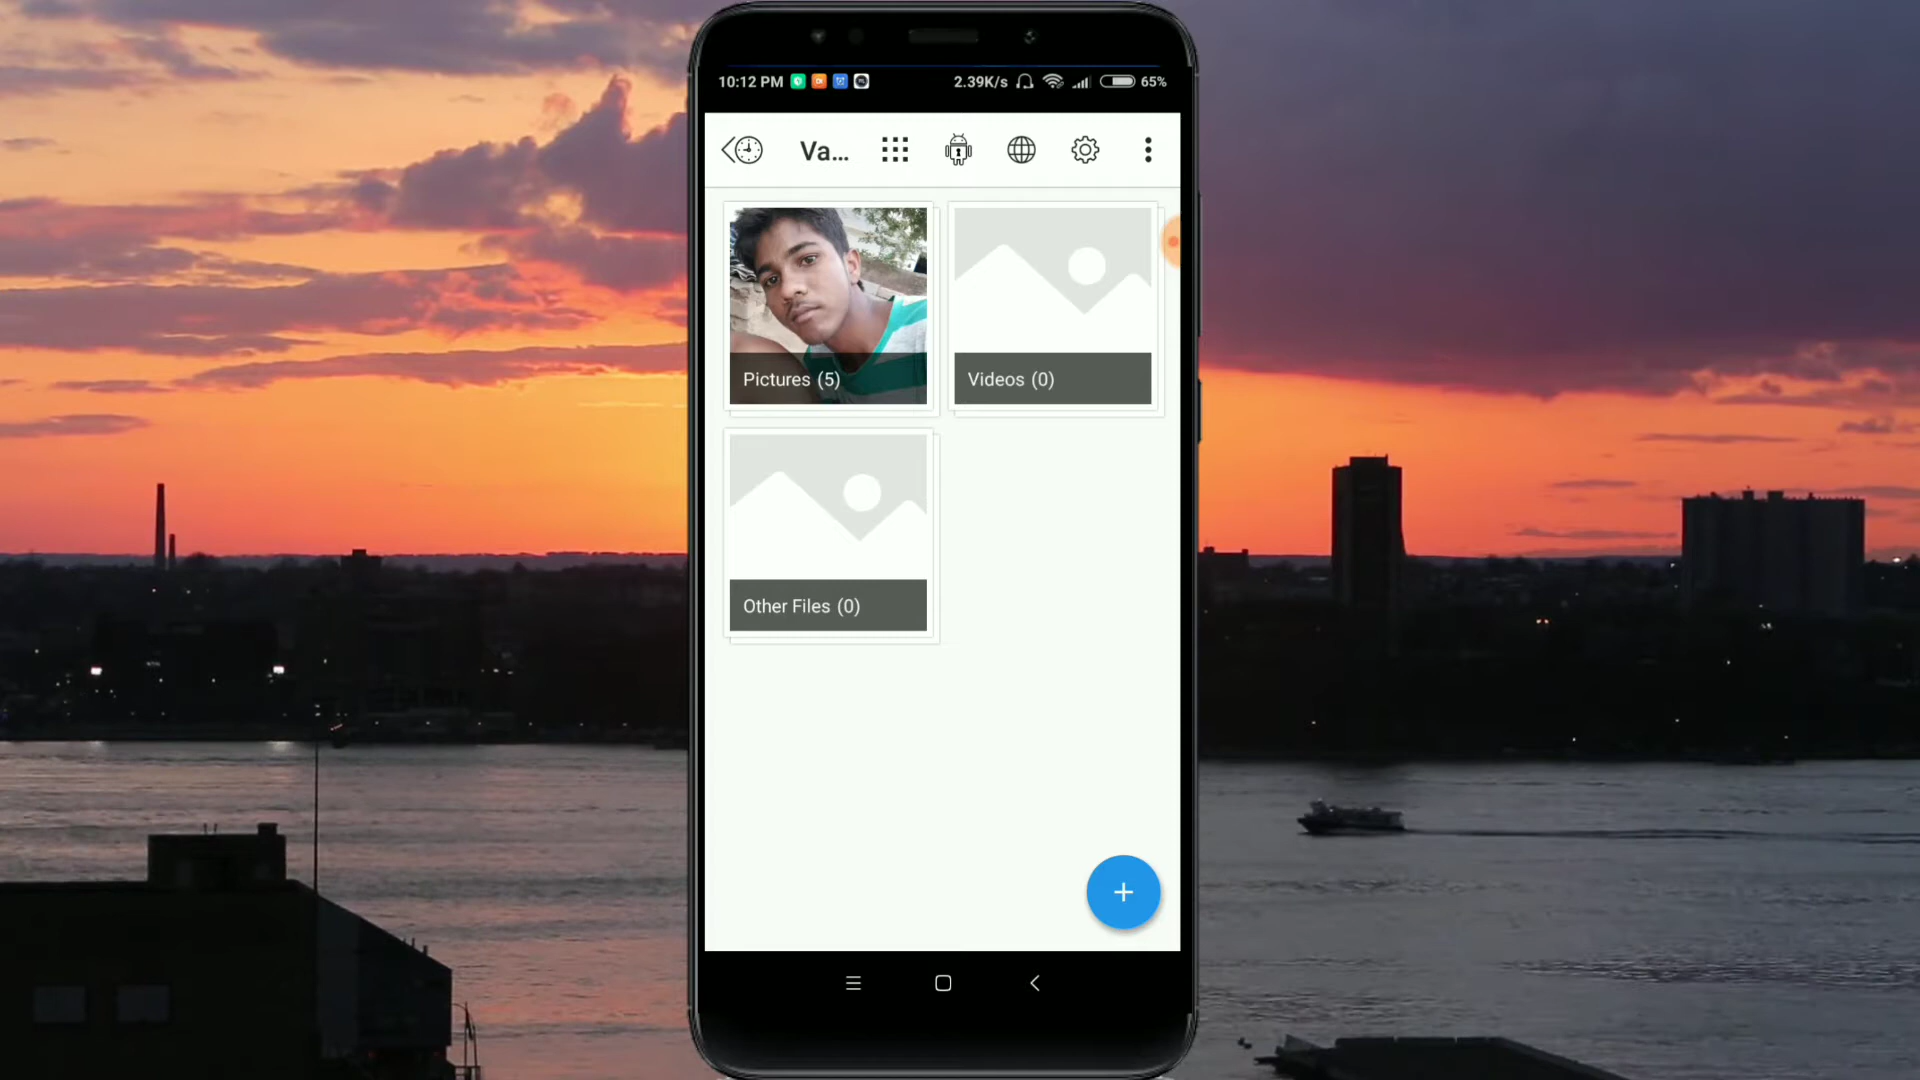 10:12 PM 2.39K/s 65%
Va...
Pictures (5)
Videos (0)
Other Files (0)